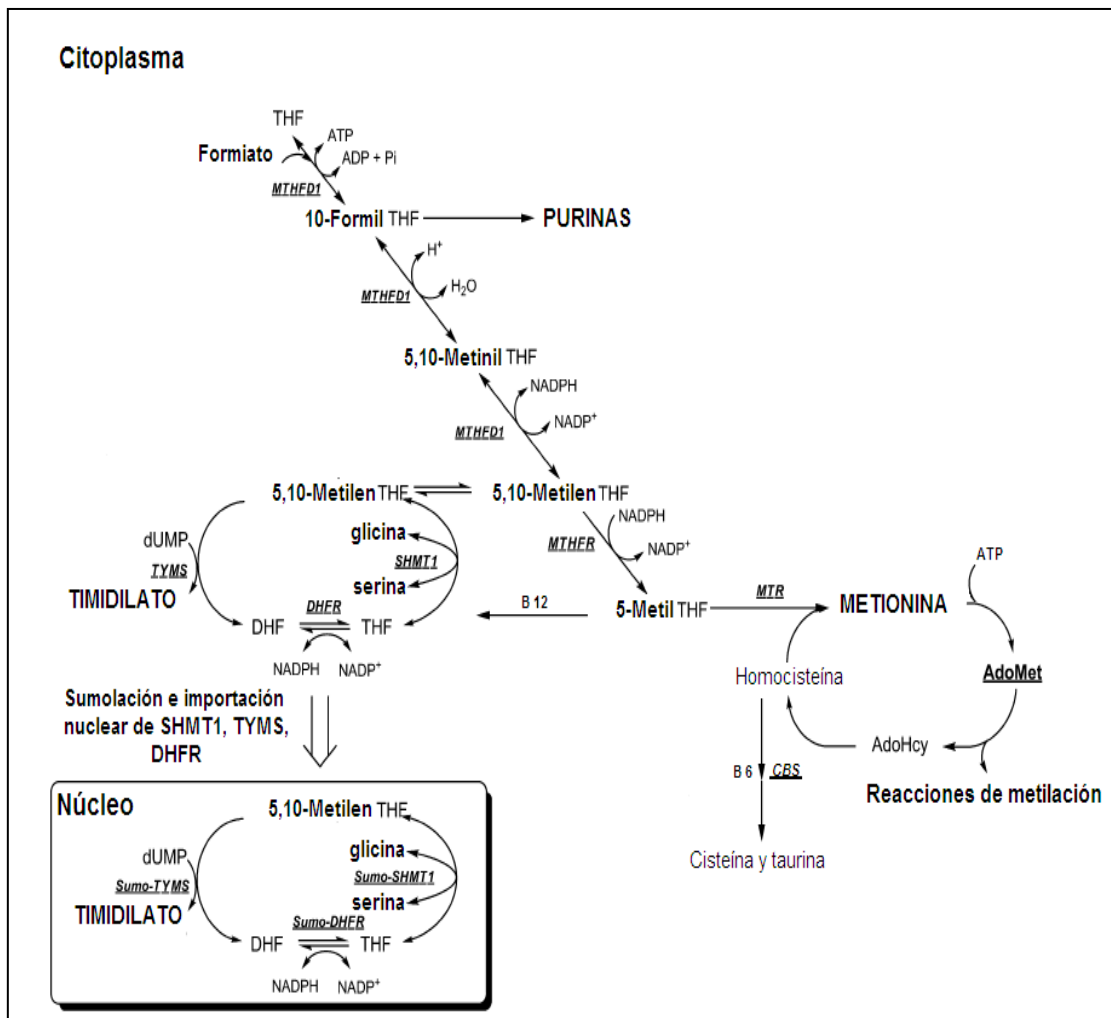 Citoplasma
THF
ATP
Formiato
ADP + Pi
MTHFD1
10-Formil THF
PURINAS
H+
MTHFD1
H2O
5,10-Metinil THF
NADPH
NADP+
MTHFD1
5,10-Metilen THF
5,10-Metilen THF
glicina
NADPH
dUMP
MTHFR
NADP+
SHMT1
TYMS
ATP
serina
TIMIDILATO
MTR
DHFR
B 12
5-Metil THF
METIONINA
DHF
THF
NADPH
NADP+
Homocisteína
AdoMet
Sumolación e importación
nuclear de SHMT1, TYMS,
DHFR
AdoHcy
B 6
CBS
Reacciones de metilación
Núcleo
5,10-Metilen THF
glicina
Cisteína y taurina
dUMP
Sumo-SHMT1
Sumo-TYMS
serina
TIMIDILATO
Sumo-DHFR
DHF
THF
NADPH
NADP+